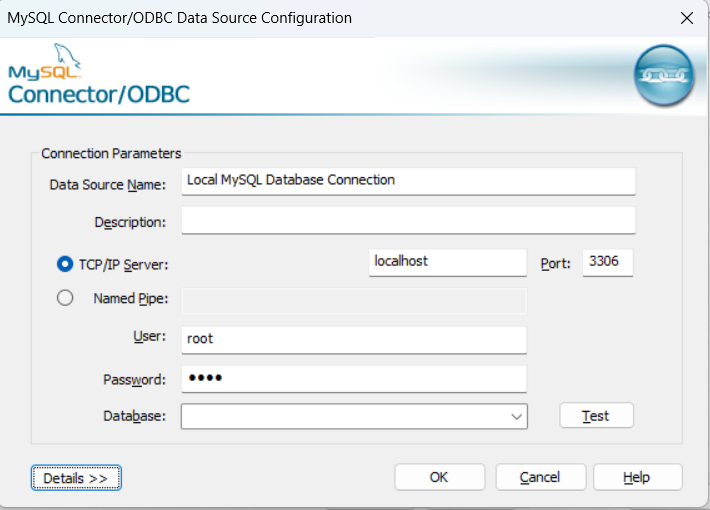 MySQL Connector/ODBC Data Source Configuration
MySQL
Connector/ODBC
Connection Parameters
Data Source Name: Local MySQL Database Connection
Description:
TCP/IP Server: localhost Port: 3306
Named Pipe:
User: root
Password: ••••
Database: Test
Details >> OK Cancel Help